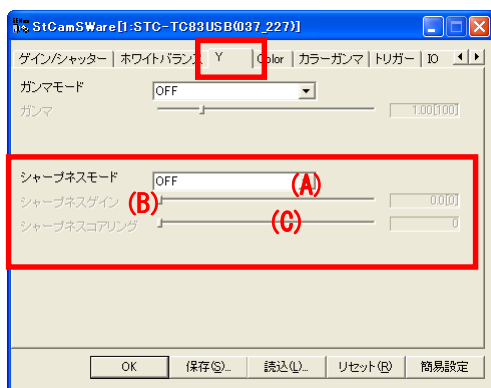 StCamSWare[1:STC-TC83USB(037_227)]
ゲイン/シャッター ホワイトバランス Y Color カラーガンマ トリガー IO
ガンマモード OFF
ガンマ 1.00[100]
シャープネスモード OFF (A)
シャープネスゲイン (B) 0.0[0]
シャープネスコアリング (C) 0
OK 保存(S)... 読込(L)... リセット(R) 簡易設定